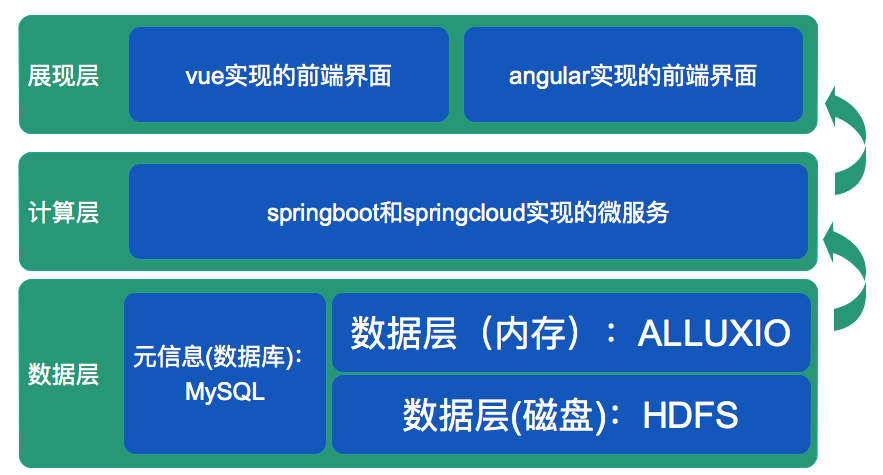 展现层
vue实现的前端界面
angular实现的前端界面
计算层
springboot和springcloud实现的微服务
数据层
元信息(数据库)：
MySQL
数据层（内存）：ALLUXIO
数据层(磁盘)：HDFS